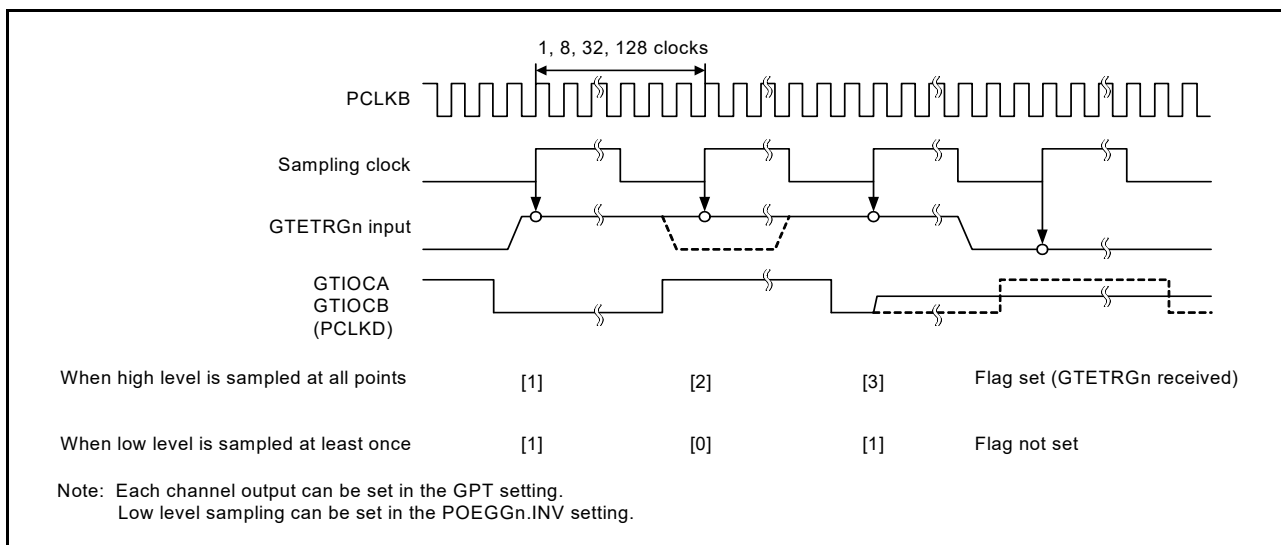 1, 8, 32, 128 clocks
PCLKB
Sampling clock
GTETRGn input
GTIOCA
GTIOCB
(PCLKD)
When high level is sampled at all points [1] [2] [3] Flag set (GTETRGn received)
When low level is sampled at least once [1] [0] [1] Flag not set
Note: Each channel output can be set in the GPT setting.
Low level sampling can be set in the POEGGn.INV setting.